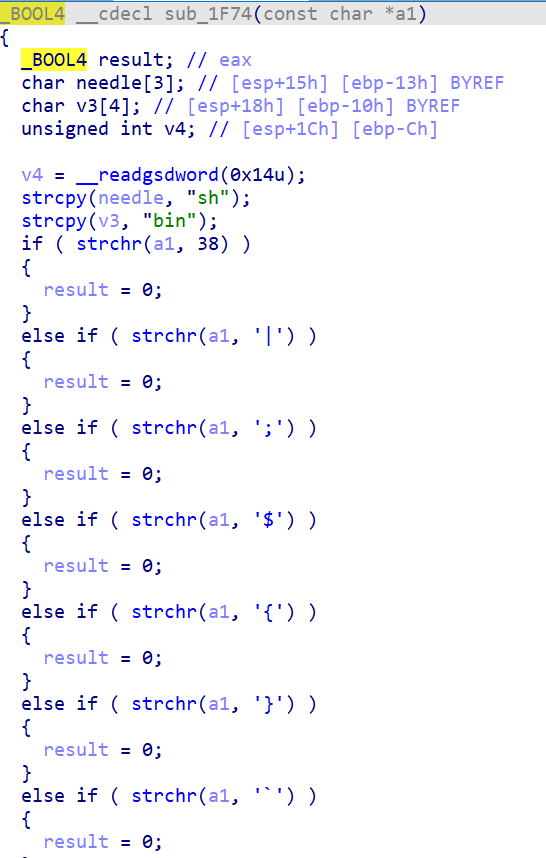 _BOOL4 __cdecl sub_1F74(const char *a1)
{
  _BOOL4 result; // eax
  char needle[3]; // [esp+15h] [ebp-13h] BYREF
  char v3[4]; // [esp+18h] [ebp-10h] BYREF
  unsigned int v4; // [esp+1Ch] [ebp-Ch]

  v4 = __readgsdword(0x14u);
  strcpy(needle, "sh");
  strcpy(v3, "bin");
  if ( strchr(a1, 38) )
  {
    result = 0;
  }
  else if ( strchr(a1, '|') )
  {
    result = 0;
  }
  else if ( strchr(a1, ';') )
  {
    result = 0;
  }
  else if ( strchr(a1, '$') )
  {
    result = 0;
  }
  else if ( strchr(a1, '{') )
  {
    result = 0;
  }
  else if ( strchr(a1, '}') )
  {
    result = 0;
  }
  else if ( strchr(a1, '`') )
  {
    result = 0;